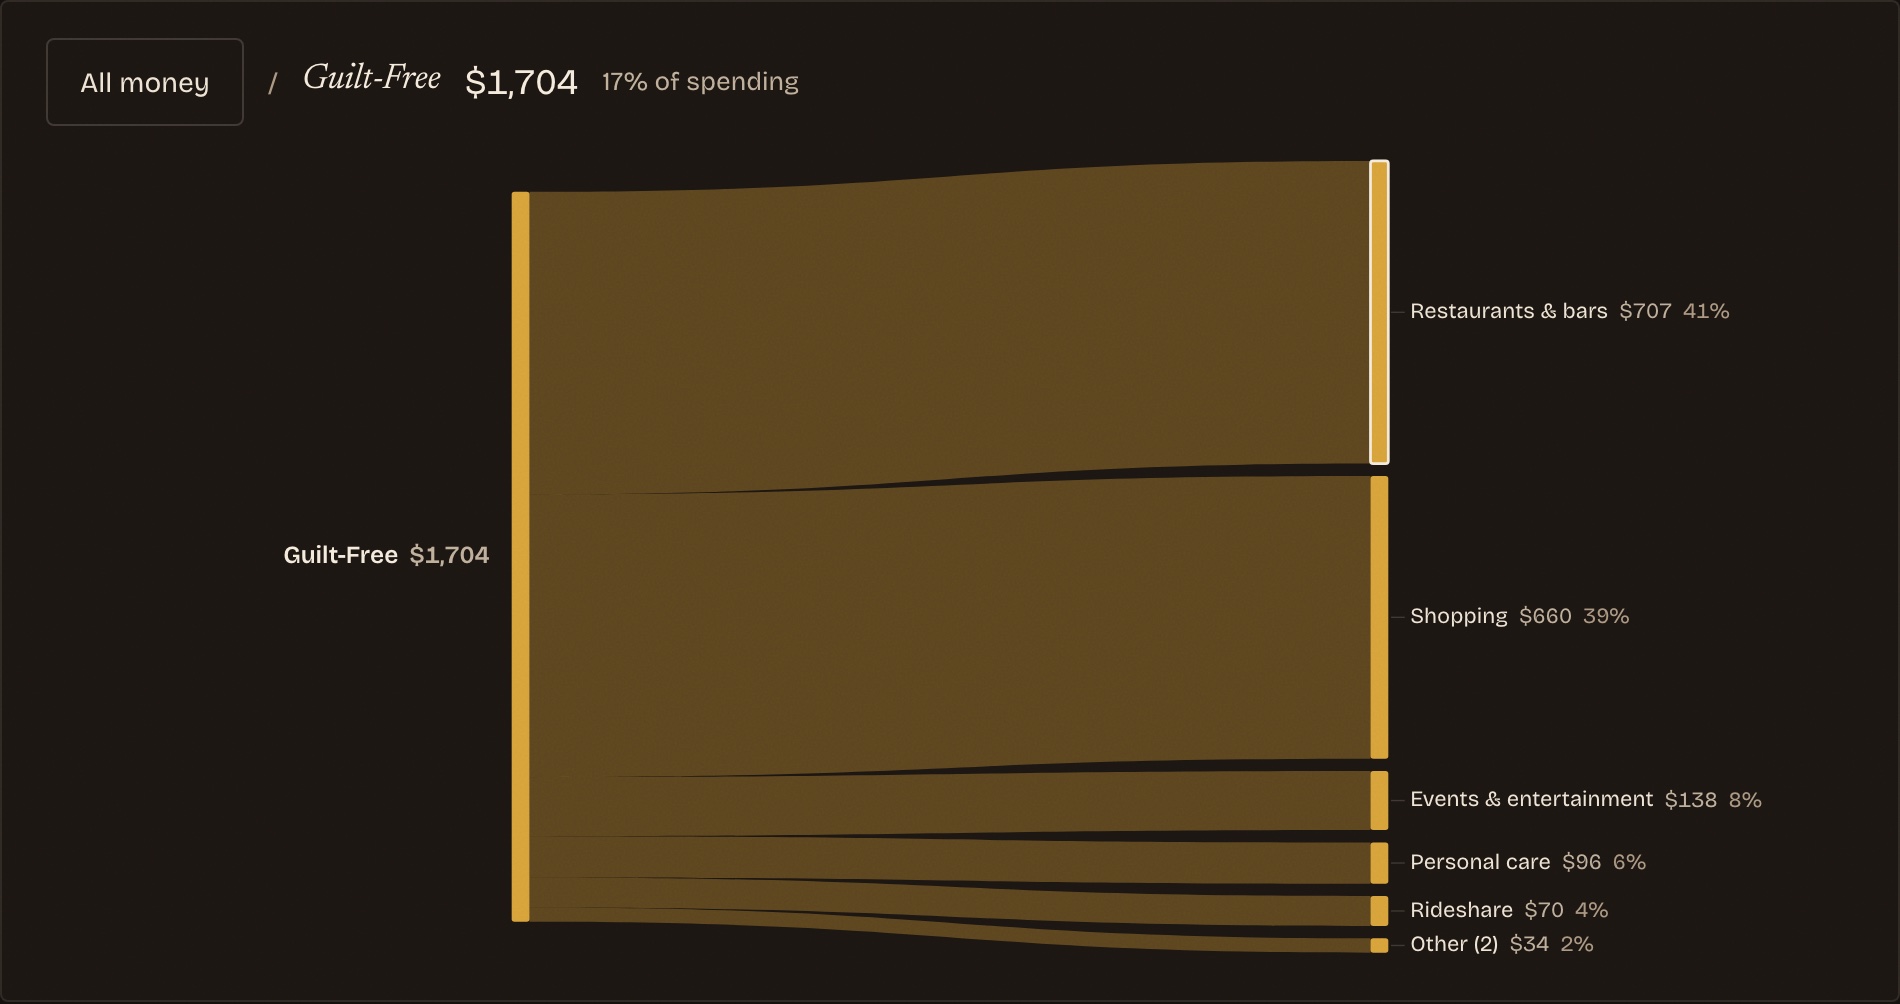 All money / Guilt-Free $1,704 17% of spending
Restaurants & bars $707 41%
Guilt-Free $1,704
Shopping $660 39%
Events & entertainment $138 8%
Personal care $96 6%
Rideshare $70 4%
Other (2) $34 2%